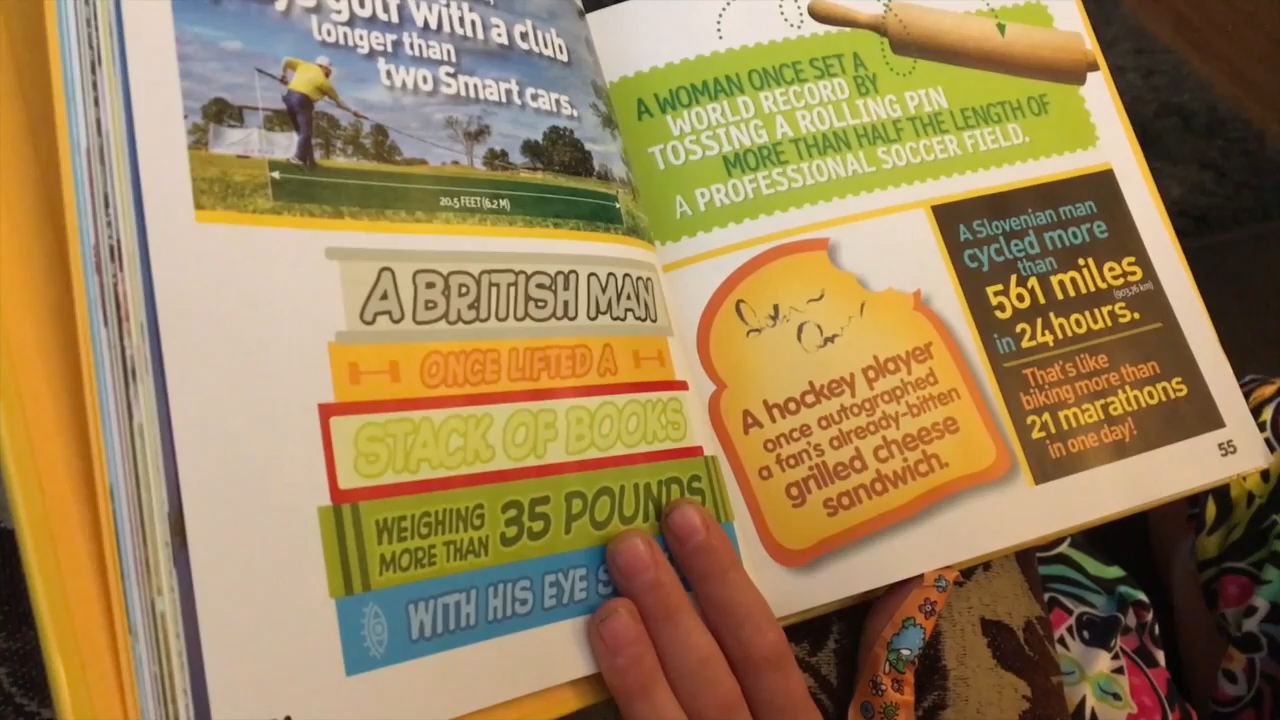 golf with a club
longer than
two Smart cars.
20.5 FEET (6.2 M)
A BRITISH MAN
ONCE LIFTED A
STACK OF BOOKS
WEIGHING
MORE THAN 35 POUNDS
WITH HIS EYE
A WOMAN ONCE SET A
WORLD RECORD BY
TOSSING A ROLLING PIN
MORE THAN HALF THE LENGTH OF
A PROFESSIONAL SOCCER FIELD.
A hockey player
once autographed
a fan's already-bitten
grilled cheese
sandwich.
A Slovenian man
cycled more
than
561 miles
(903.76 km)
in 24 hours.
That's like
biking more than
21 marathons
in one day!
55